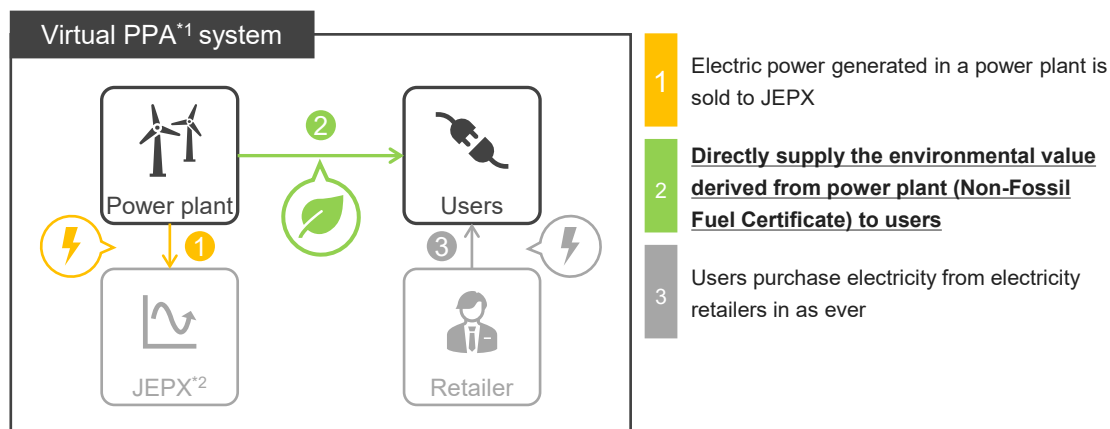 Virtual PPA*1 system
2
Power plant
Users
1
3
JEPX*2
Retailer
1
Electric power generated in a power plant is
sold to JEPX
2
Directly supply the environmental value
derived from power plant (Non-Fossil
Fuel Certificate) to users
3
Users purchase electricity from electricity
retailers in as ever